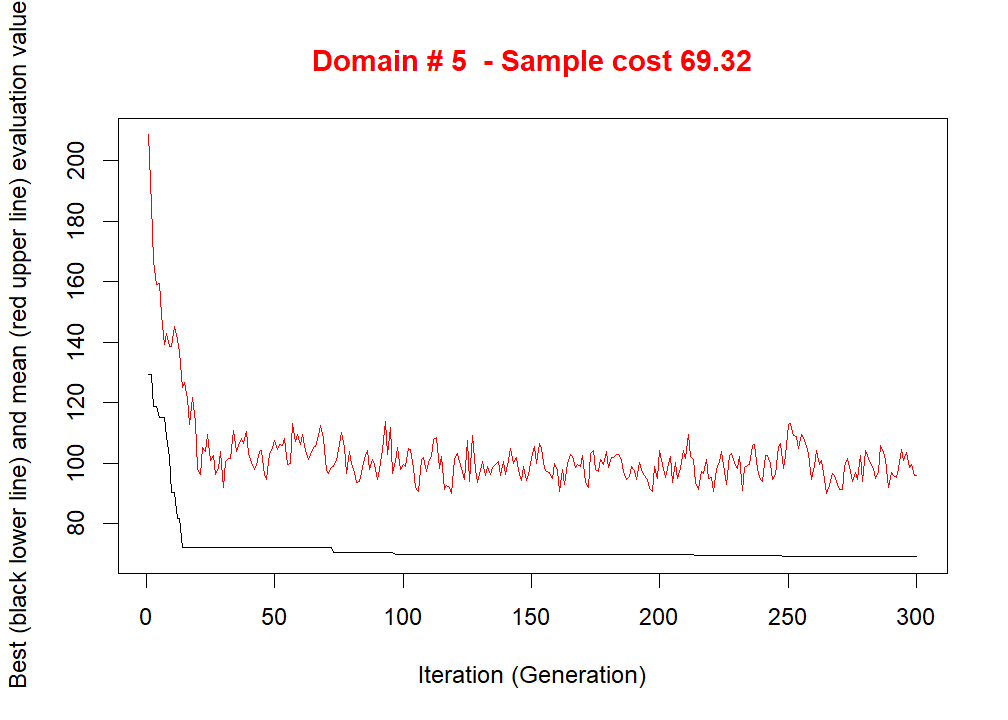 Domain # 5  - Sample cost 69.32
Best (black lower line) and mean (red upper line) evaluation value
200
180
160
140
120
100
80
0 50 100 150 200 250 300
Iteration (Generation)